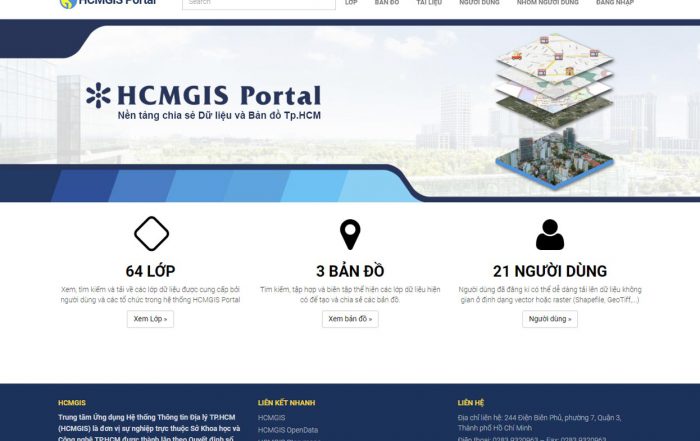 HCMGIS Portal
Search
LỚP
BẢN ĐỒ
TÀI LIỆU
NGƯỜI DÙNG
NHÓM NGƯỜI DÙNG
ĐĂNG NHẬP
HCMGIS Portal
Nền tảng chia sẻ Dữ liệu và Bản đồ Tp.HCM
64 LỚP
Xem, tìm kiếm và tải về các lớp dữ liệu được cung cấp bởi
người dùng và các tổ chức trong hệ thống HCMGIS Portal
Xem Lớp »
3 BẢN ĐỒ
Tìm kiếm, tập hợp và biên tập thể hiện các lớp dữ liệu hiện
có để tạo và chia sẻ các bản đồ.
Xem bản đồ »
21 NGƯỜI DÙNG
Người dùng đã đăng kí có thể dễ dàng tải lên dữ liệu không
gian ở định dạng vector hoặc raster (Shapefile, GeoTiff,...)
Người dùng »
HCMGIS
Trung tâm Ứng dụng Hệ thống Thông tin Địa lý TP.HCM
(HCMGIS) là đơn vị sự nghiệp trực thuộc Sở Khoa học và
Công nghệ TP.HCM được thành lập theo Quyết định số
LIÊN KẾT NHANH
HCMGIS
HCMGIS OpenData
LIÊN HỆ
Địa chỉ liên hệ: 244 Điện Biên Phủ, phường 7, Quận 3,
Thành phố Hồ Chí Minh
Điện thoại: 0283.9320963 – Fax: 0283.9320963